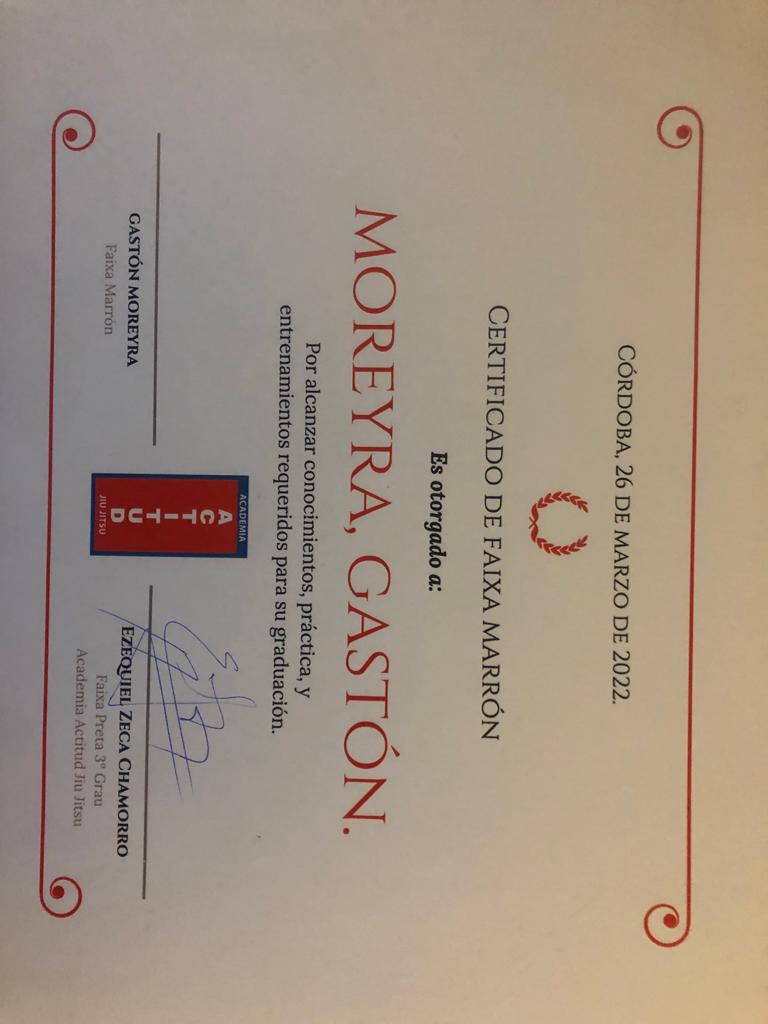 CÓRDOBA, 26 DE MARZO DE 2022.
CERTIFICADO DE FAIXA MARRÓN
Es otorgado a:
MOREYRA, GASTÓN.
Por alcanzar conocimientos, práctica, y
entrenamientos requeridos para su graduación.
ACADEMIA
ACTITUD
JIU JITSU
GASTÓN MOREYRA
Faixa Marrón
EZEQUIEL ZECA CHAMORRO
Faixa Preta 3º Grau
Academia Actitud Jiu Jitsu